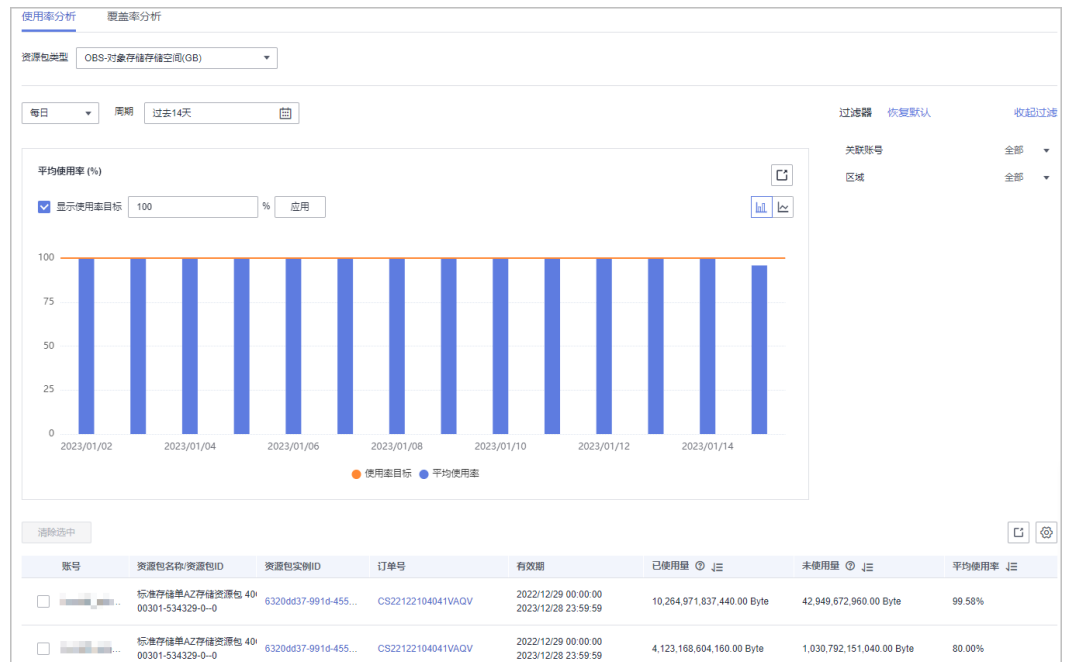 使用率分析 覆盖率分析
资源包类型 OBS-对象存储存储空间(GB)
每日 周期 过去14天 过滤器 恢复默认 收起过滤
关联账号 全部
区域 全部
平均使用率 (%)
显示使用率目标 100 % 应用
100
75
50
25
0
2023/01/02 2023/01/04 2023/01/06 2023/01/08 2023/01/10 2023/01/12 2023/01/14
使用率目标 平均使用率
清除选中
账号 资源包名称/资源包ID 资源包实例ID 订单号 有效期 已使用量 未使用量 平均使用率
标准存储单AZ存储资源包 40 2022/12/29 00:00:00
6320dd37-991d-455... CS22122104041VAQV 10,264,971,837,440.00 Byte 42,949,672,960.00 Byte 99.58%
00301-534329-0--0 2023/12/28 23:59:59
标准存储单AZ存储资源包 40 2022/12/29 00:00:00
6320dd37-991d-455... CS22122104041VAQV 4,123,168,604,160.00 Byte 1,030,792,151,040.00 Byte 80.00%
00301-534329-0--0 2023/12/28 23:59:59